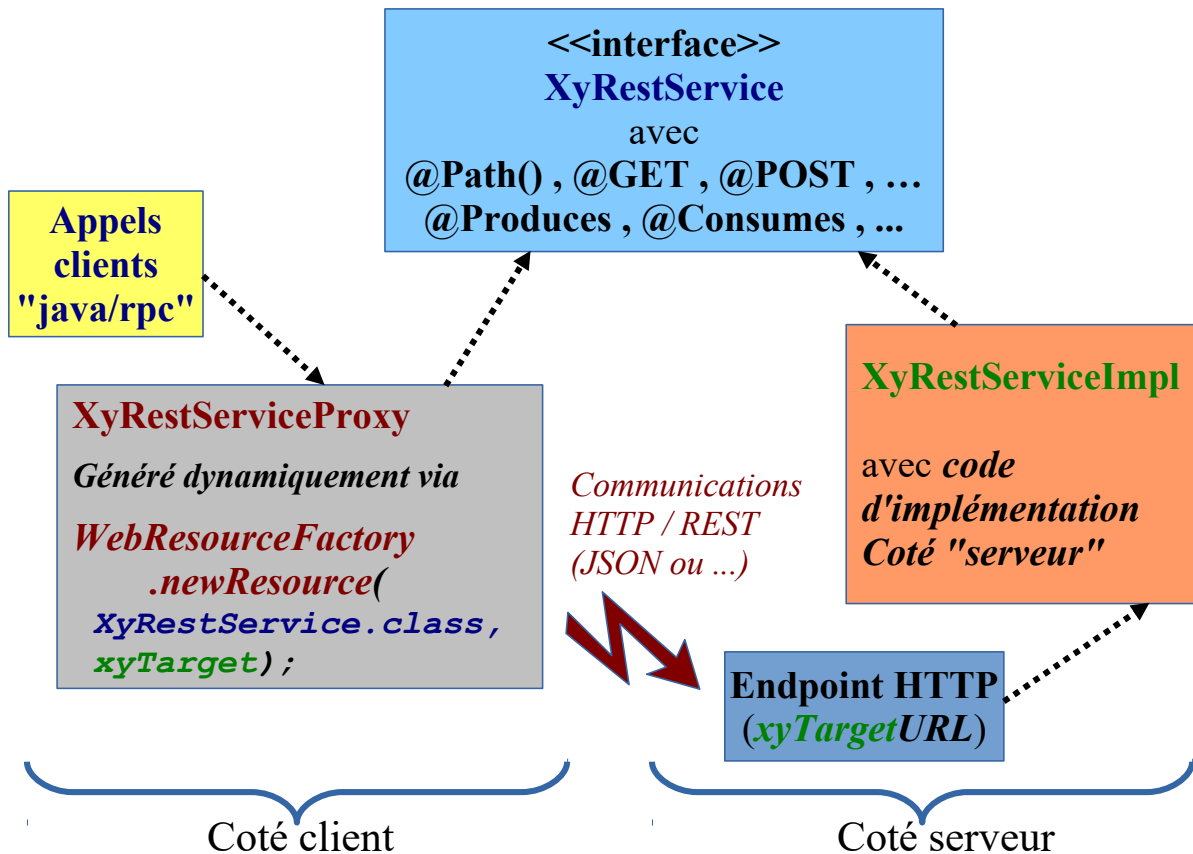 <<interface>>
XyRestService
avec
@Path() , @GET , @POST , …
@Produces , @Consumes , ...
Appels
clients
"java/rpc"
XyRestServiceProxy
Généré dynamiquement via
WebResourceFactory
.newResource(
XyRestService.class,
xyTarget);
Communications
HTTP / REST
(JSON ou ...)
XyRestServiceImpl
avec code
d'implémentation
Coté "serveur"
Endpoint HTTP
(xyTargetURL)
Coté client
Coté serveur